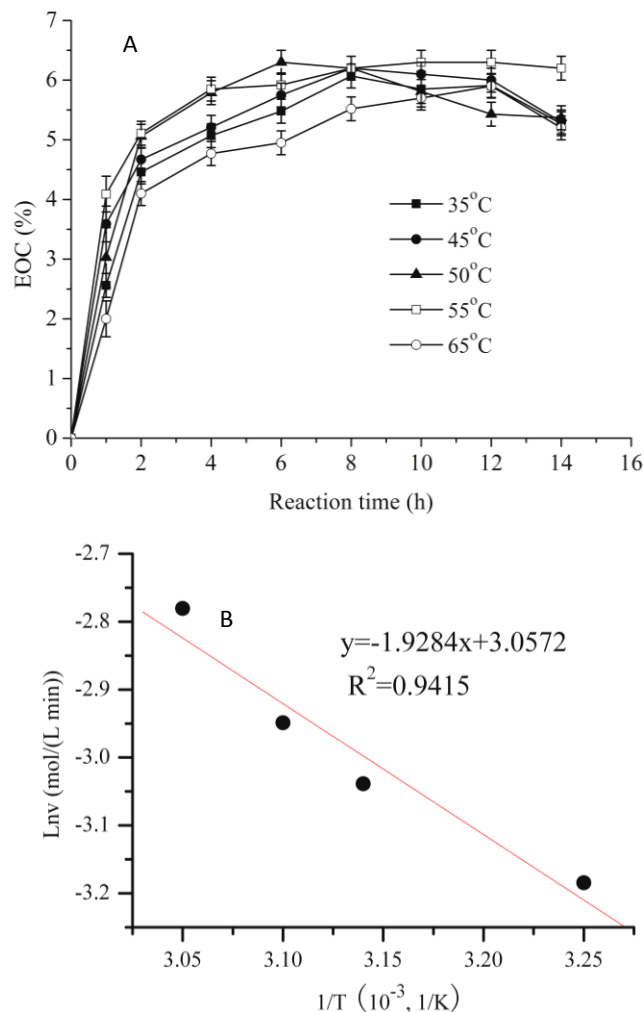 A
EOC (%)
7
6
5
4
3
2
1
0
35°C
45°C
50°C
55°C
65°C
0 2 4 6 8 10 12 14 16
Reaction time (h)
B
Lnv (mol/(L min))
-2.7
-2.8
-2.9
-3.0
-3.1
-3.2
y=-1.9284x+3.0572
R²=0.9415
3.05 3.10 3.15 3.20 3.25
1/T (10⁻³, 1/K)